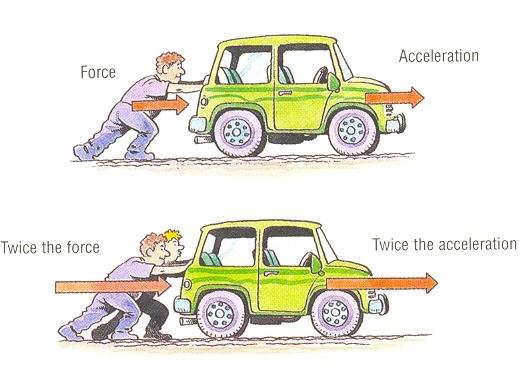 Force
Acceleration
Twice the force
Twice the acceleration